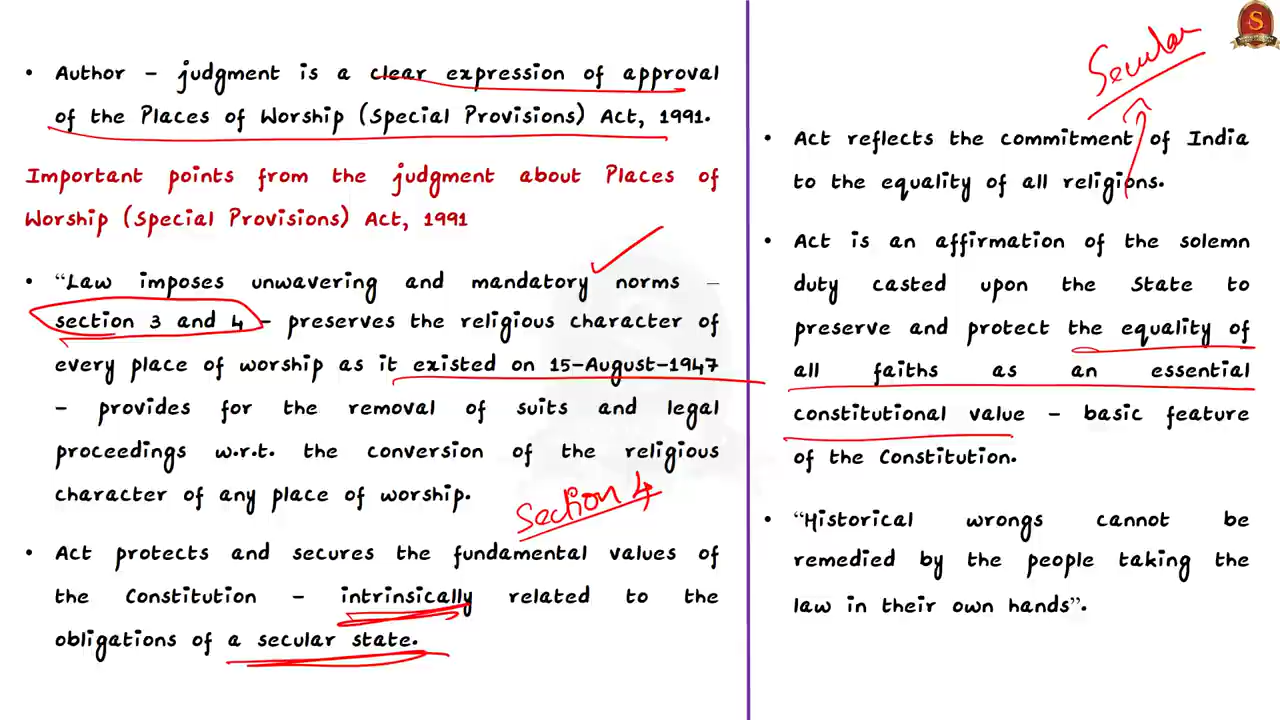 • Author – judgment is a clear expression of approval
of the Places of Worship (Special Provisions) Act, 1991.
Important points from the judgment about Places of
Worship (Special Provisions) Act, 1991
• “Law imposes unwavering and mandatory norms –
section 3 and 4 – preserves the religious character of
every place of worship as it existed on 15-August-1947
– provides for the removal of suits and legal
proceedings w.r.t. the conversion of the religious
character of any place of worship.
Section 4
• Act protects and secures the fundamental values of
the Constitution – intrinsically related to the
obligations of a secular state.
Secular
• Act reflects the commitment of India
to the equality of all religions.
• Act is an affirmation of the solemn
duty casted upon the State to
preserve and protect the equality of
all faiths as an essential
constitutional value – basic feature
of the Constitution.
• “Historical wrongs cannot be
remedied by the people taking the
law in their own hands”.